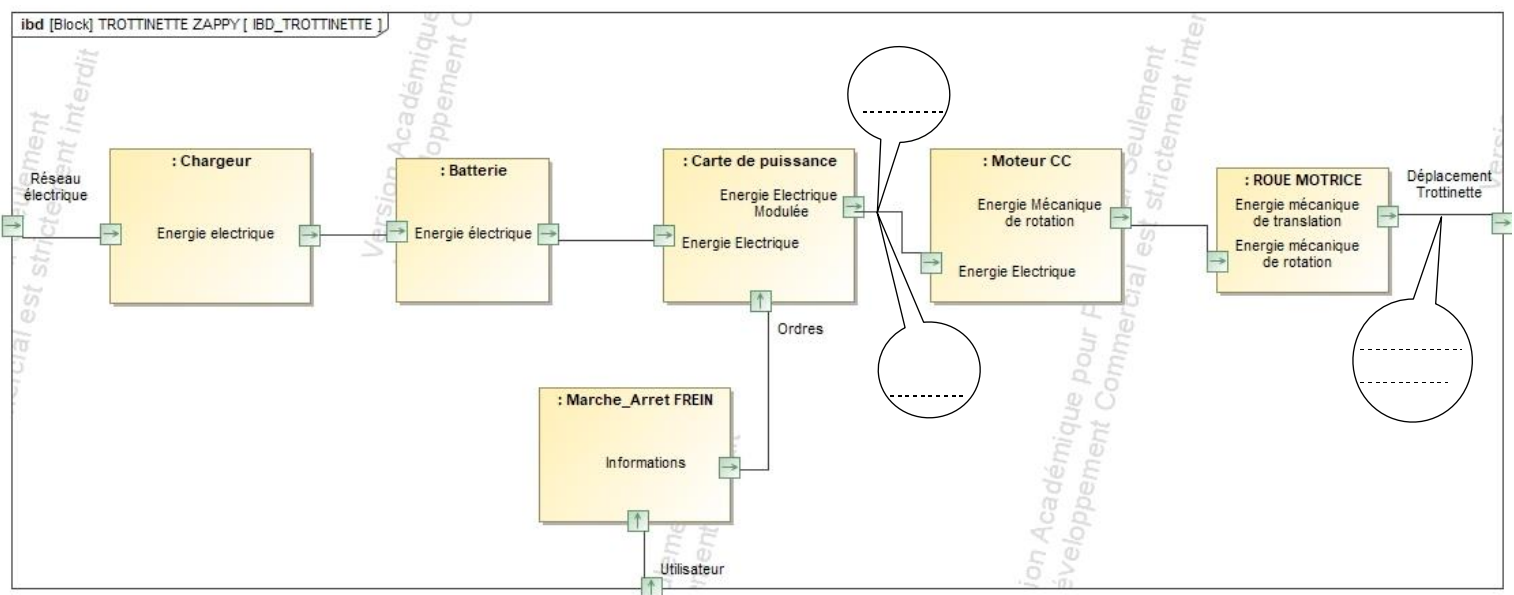 ibd [Block] TROTTINETTE ZAPPY [ IBD_TROTTINETTE ]
Réseau
électrique
: Chargeur
Energie electrique
: Batterie
Energie électrique
: Carte de puissance
Energie Electrique
Modulée
Energie Electrique
Ordres
: Moteur CC
Energie Mécanique
de rotation
Energie Electrique
: ROUE MOTRICE
Energie mécanique
de translation
Energie mécanique
de rotation
Déplacement
Trottinette
: Marche_Arret FREIN
Informations
Utilisateur